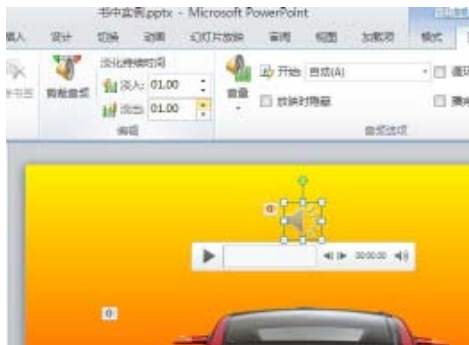 书中实例.pptx - Microsoft PowerPoint
插入 设计 切换 动画 幻灯片放映 审阅 视图 加载项 格式
淡化持续时间
淡入: 01.00
淡出: 01.00
剪裁音频
编辑
音量
开始: 自动(A)
放映时隐藏
循环
音频选项
00:00.00